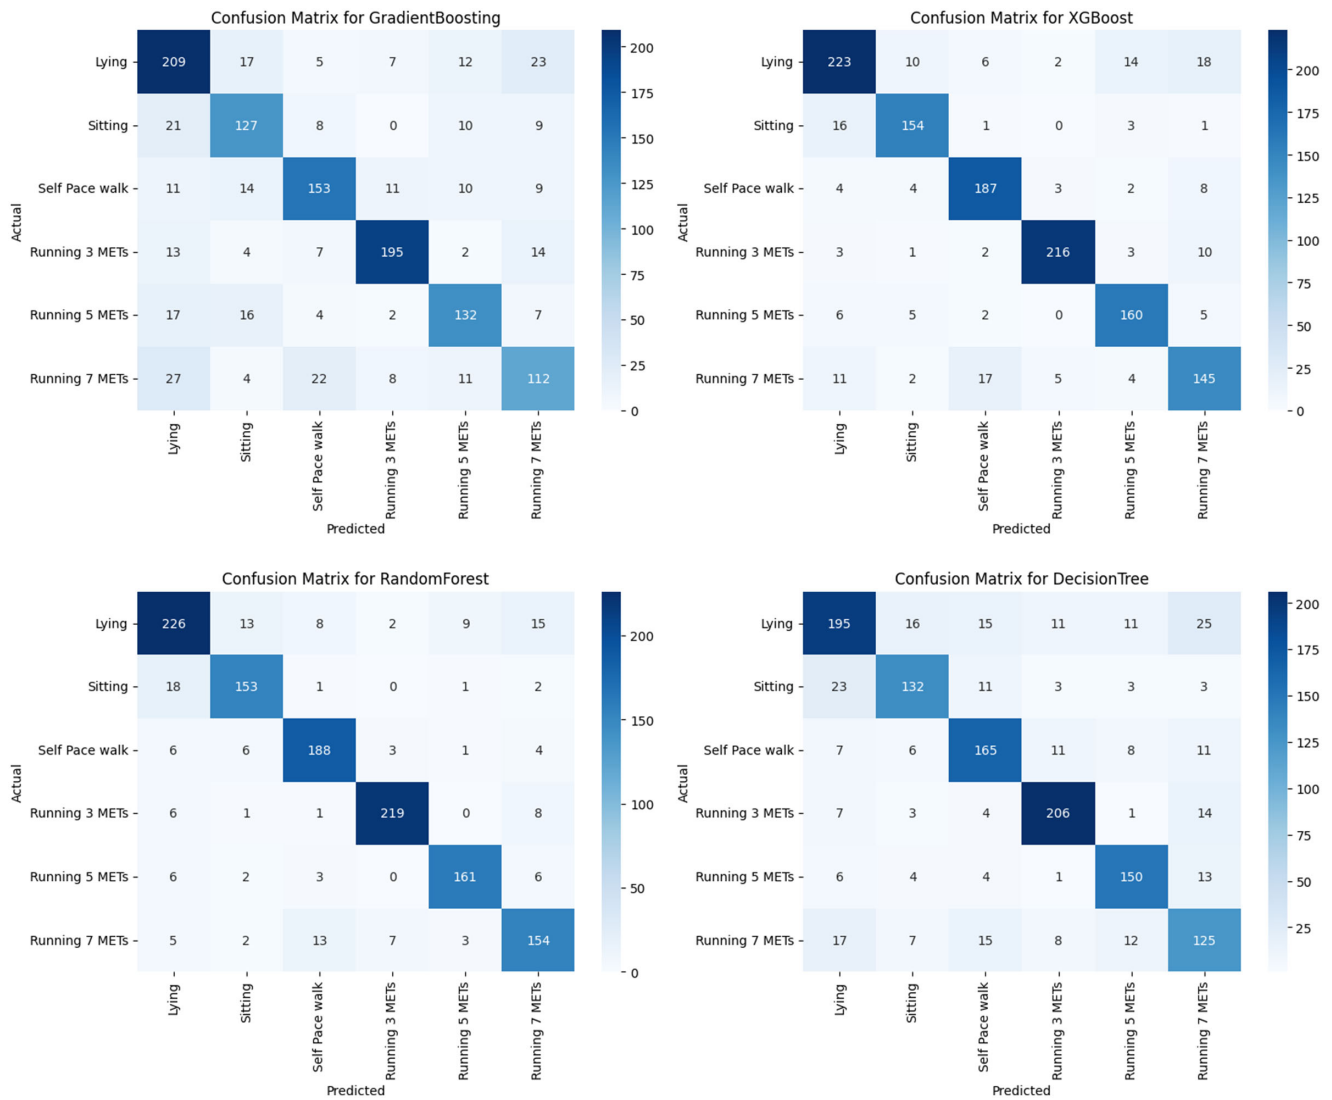 Confusion Matrix for GradientBoosting
Actual
Lying 209 17 5 7 12 23
Sitting 21 127 8 0 10 9
Self Pace walk 11 14 153 11 10 9
Running 3 METs 13 4 7 195 2 14
Running 5 METs 17 16 4 2 132 7
Running 7 METs 27 4 22 8 11 112
Lying Sitting Self Pace walk Running 3 METs Running 5 METs Running 7 METs
Predicted
200
175
150
125
100
75
50
25
0
Confusion Matrix for XGBoost
Actual
Lying 223 10 6 2 14 18
Sitting 16 154 1 0 3 1
Self Pace walk 4 4 187 3 2 8
Running 3 METs 3 1 2 216 3 10
Running 5 METs 6 5 2 0 160 5
Running 7 METs 11 2 17 5 4 145
Lying Sitting Self Pace walk Running 3 METs Running 5 METs Running 7 METs
Predicted
200
175
150
125
100
75
50
25
0
Confusion Matrix for RandomForest
Actual
Lying 226 13 8 2 9 15
Sitting 18 153 1 0 1 2
Self Pace walk 6 6 188 3 1 4
Running 3 METs 6 1 1 219 0 8
Running 5 METs 6 2 3 0 161 6
Running 7 METs 5 2 13 7 3 154
Lying Sitting Self Pace walk Running 3 METs Running 5 METs Running 7 METs
Predicted
200
150
100
50
0
Confusion Matrix for DecisionTree
Actual
Lying 195 16 15 11 11 25
Sitting 23 132 11 3 3 3
Self Pace walk 7 6 165 11 8 11
Running 3 METs 7 3 4 206 1 14
Running 5 METs 6 4 4 1 150 13
Running 7 METs 17 7 15 8 12 125
Lying Sitting Self Pace walk Running 3 METs Running 5 METs Running 7 METs
Predicted
200
175
150
125
100
75
50
25